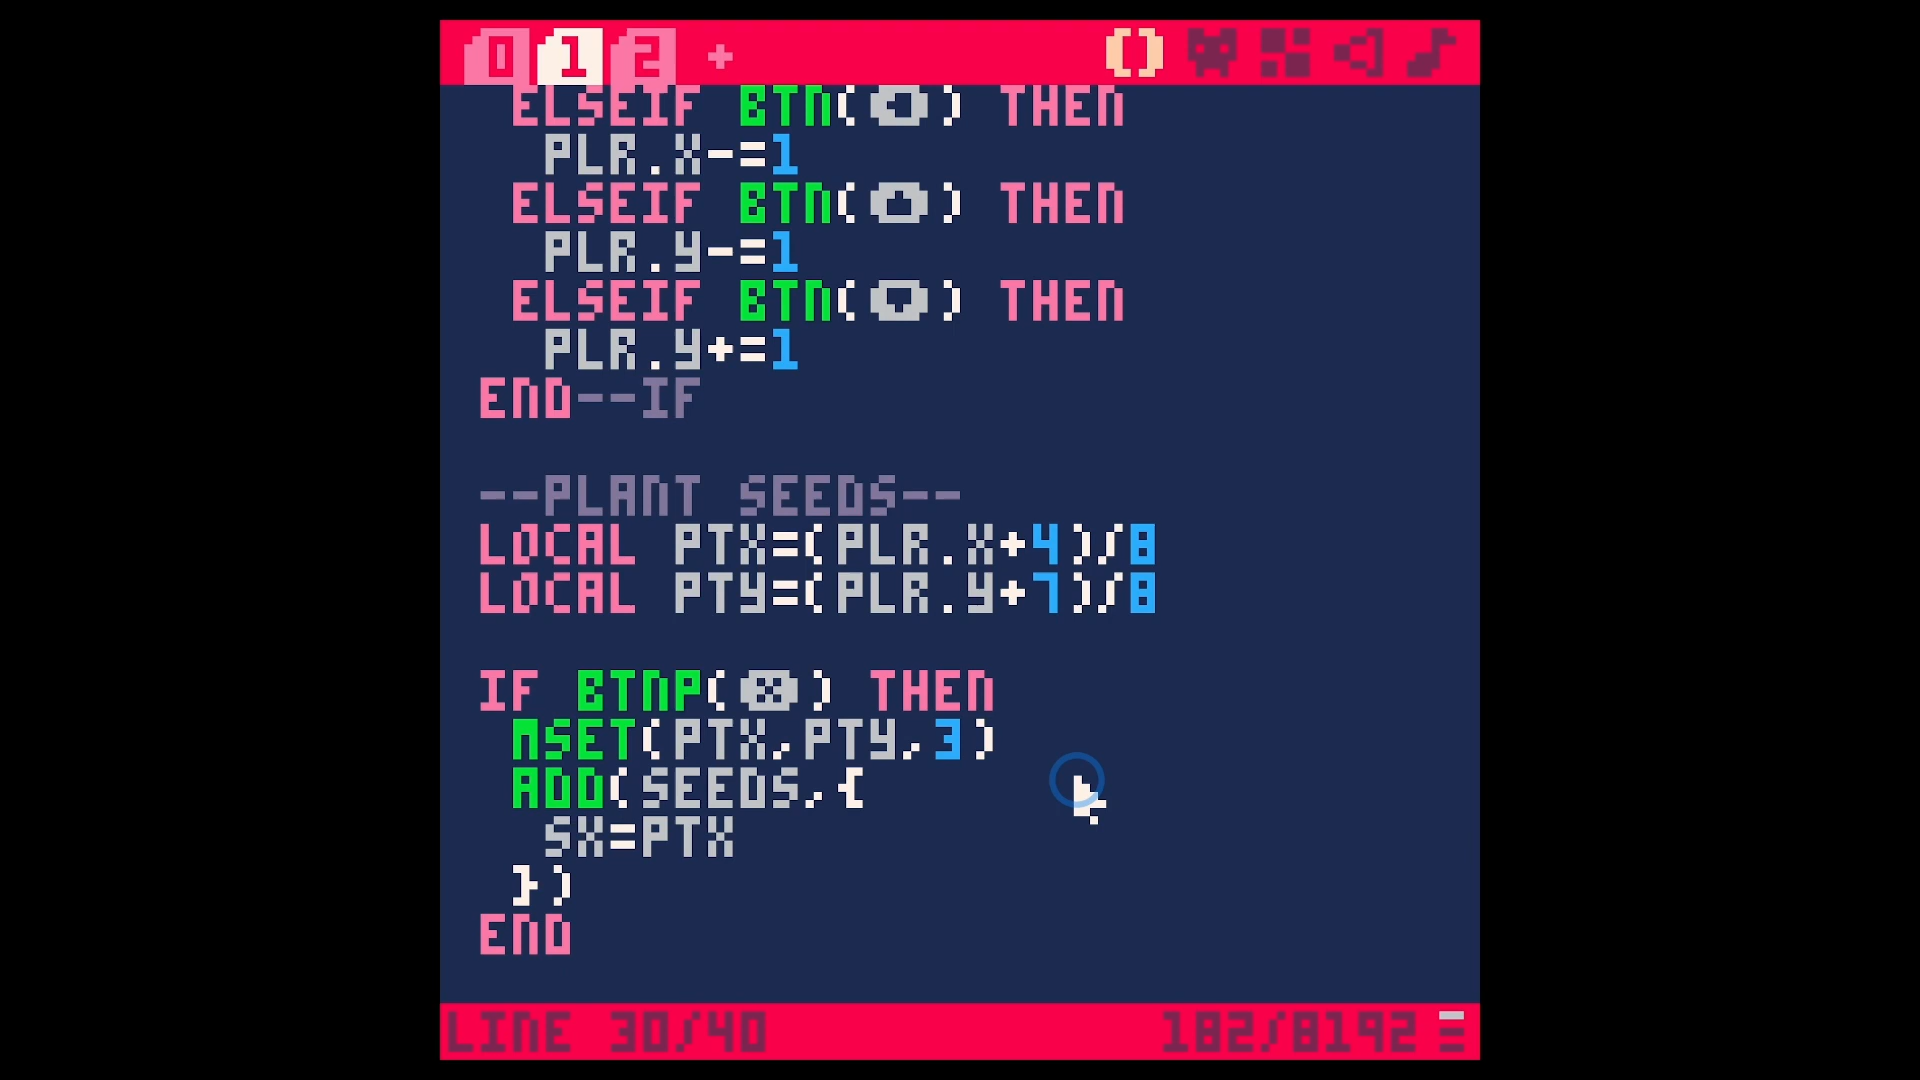 0 1 2 +
ELSEIF BTN(⬅️) THEN
PLR.X-=1
ELSEIF BTN(⬆️) THEN
PLR.Y-=1
ELSEIF BTN(⬇️) THEN
PLR.Y+=1
END--IF
--PLANT SEEDS--
LOCAL PTX=(PLR.X+4)/8
LOCAL PTY=(PLR.Y+7)/8
IF BTNP(❎) THEN
MSET(PTX,PTY,3)
ADD(SEEDS,{
SX=PTX
})
END
LINE 30/40
182/8192